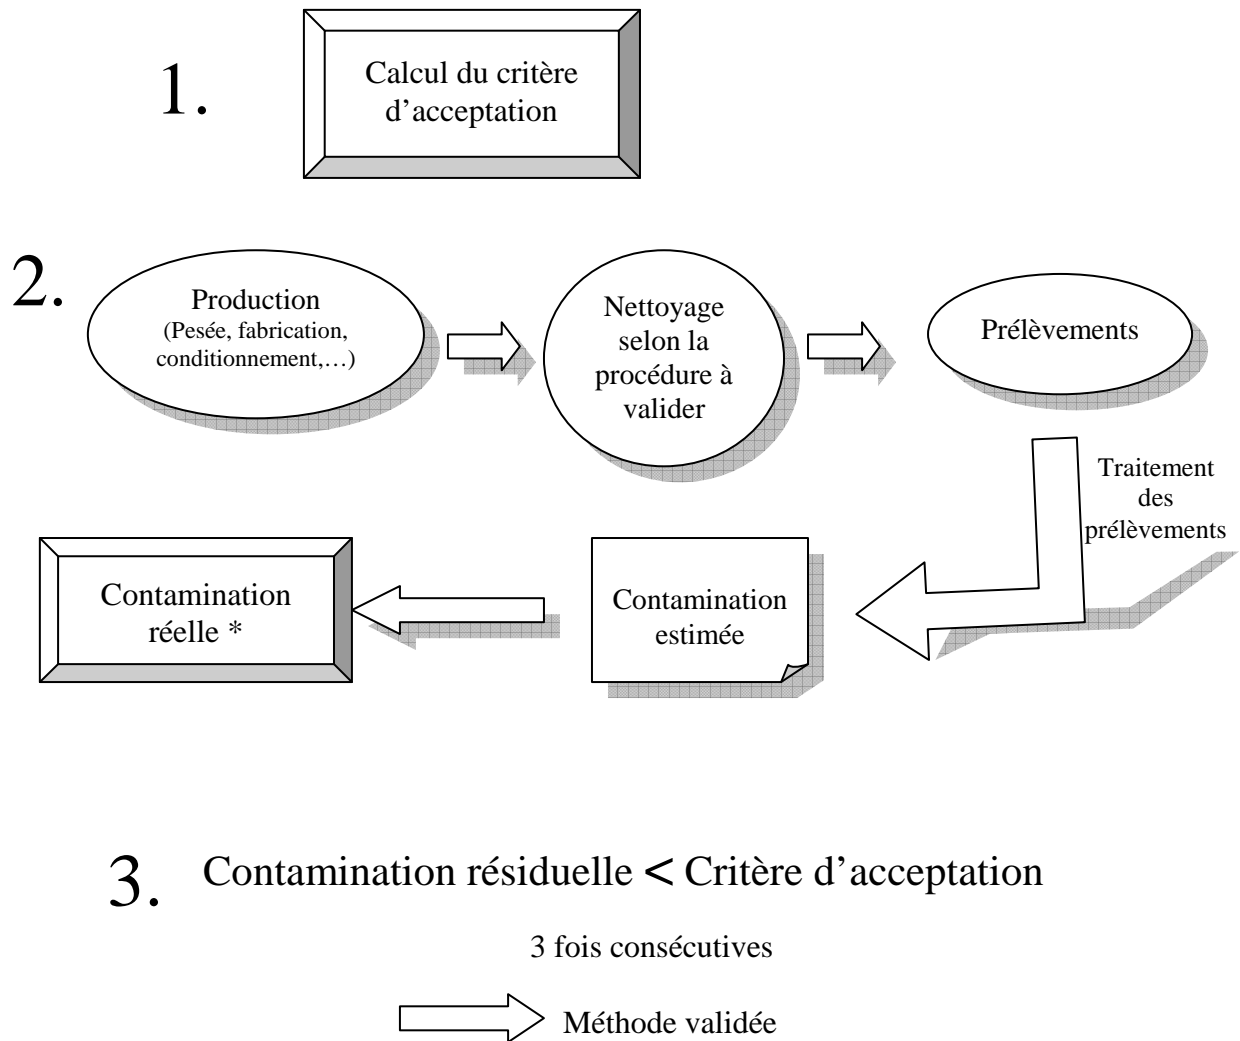 1.
Calcul du critère
d’acceptation
2.
Production
(Pesée, fabrication,
conditionnement,…)
Nettoyage
selon la
procédure à
valider
Prélèvements
Traitement
des
prélèvements
Contamination
estimée
Contamination
réelle *
3.
Contamination résiduelle < Critère d’acceptation
3 fois consécutives
Méthode validée